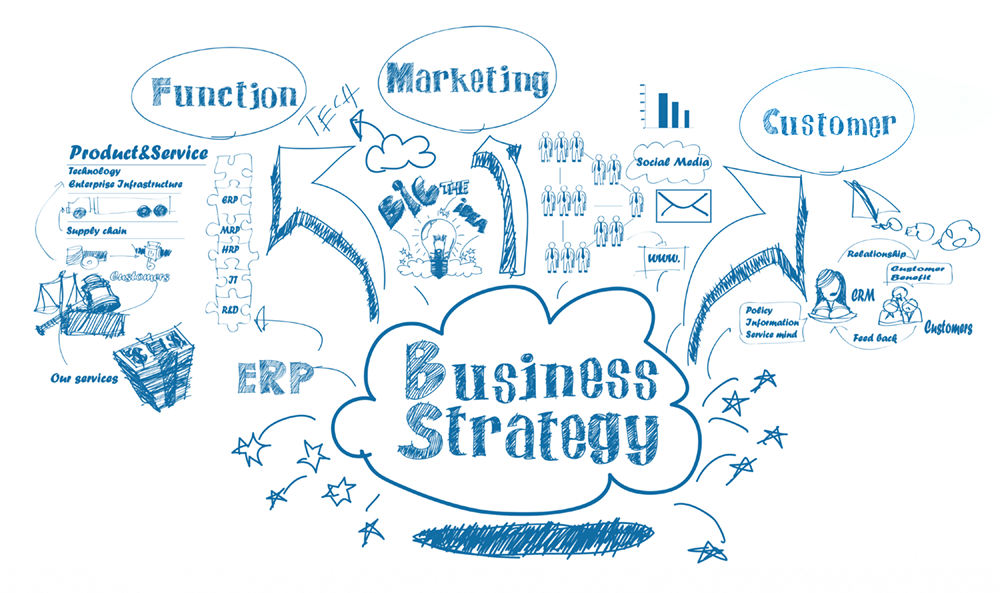 Function
TECH
Marketing
Customer
Product&Service
Technology
Enterprise Infrastructure
Supply chain
Customers
Our services
ERP
MRP
HRP
IT
R&D
ERP
BIG THE
idea
Social Media
www.
Relationship
Customer
Benefit
CRM
Customers
Feed back
Policy
Information
Service mind
Business
Strategy